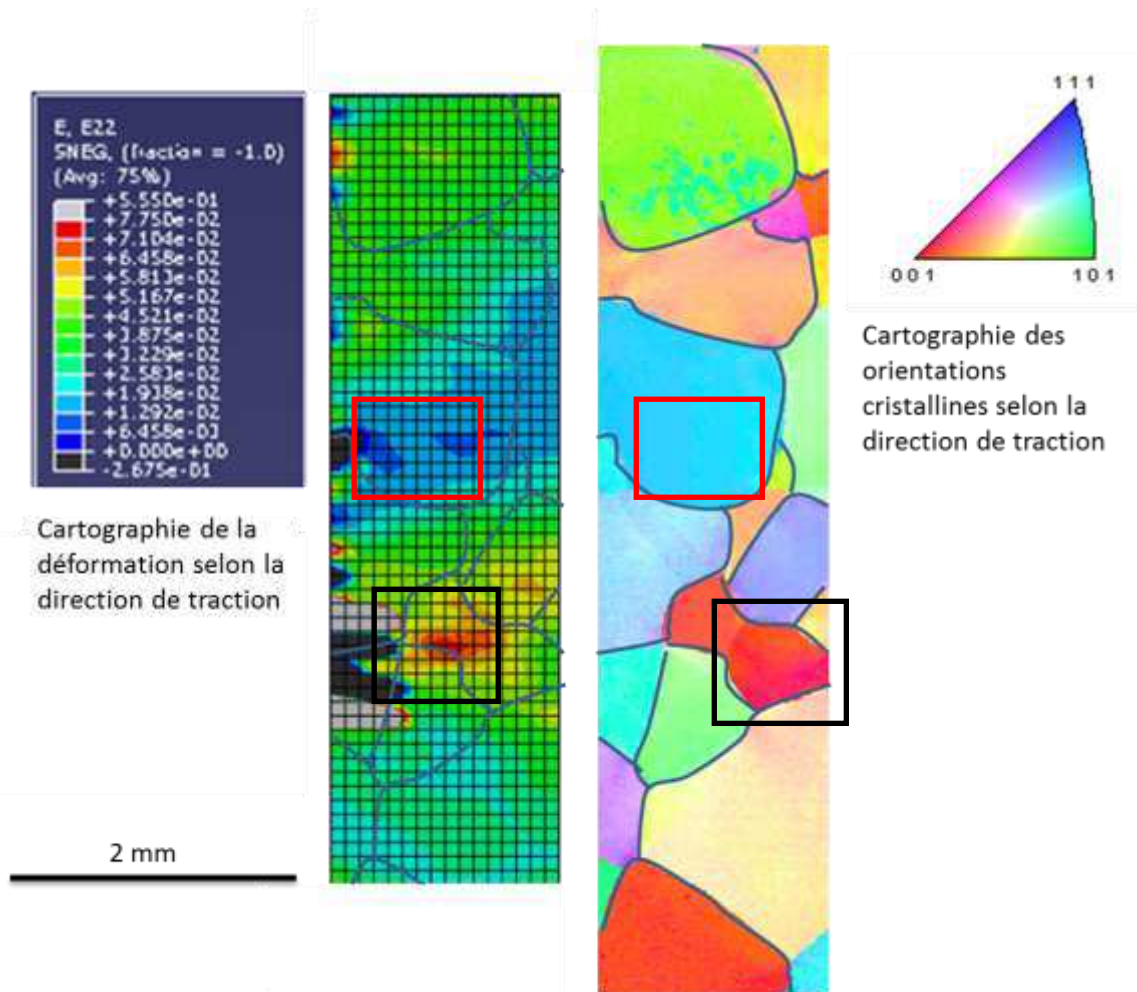 E, E22
SNEG, (fraction = -1.0)
(Avg: 75%)
+5.550e-01
+7.750e-02
+7.104e-02
+6.458e-02
+5.813e-02
+5.167e-02
+4.521e-02
+3.875e-02
+3.229e-02
+2.583e-02
+1.938e-02
+1.292e-02
+6.458e-03
+0.000e+00
-2.675e-01
Cartographie de la
déformation selon la
direction de traction
2 mm
1 1 1
0 0 1
1 0 1
Cartographie des
orientations
cristallines selon la
direction de traction